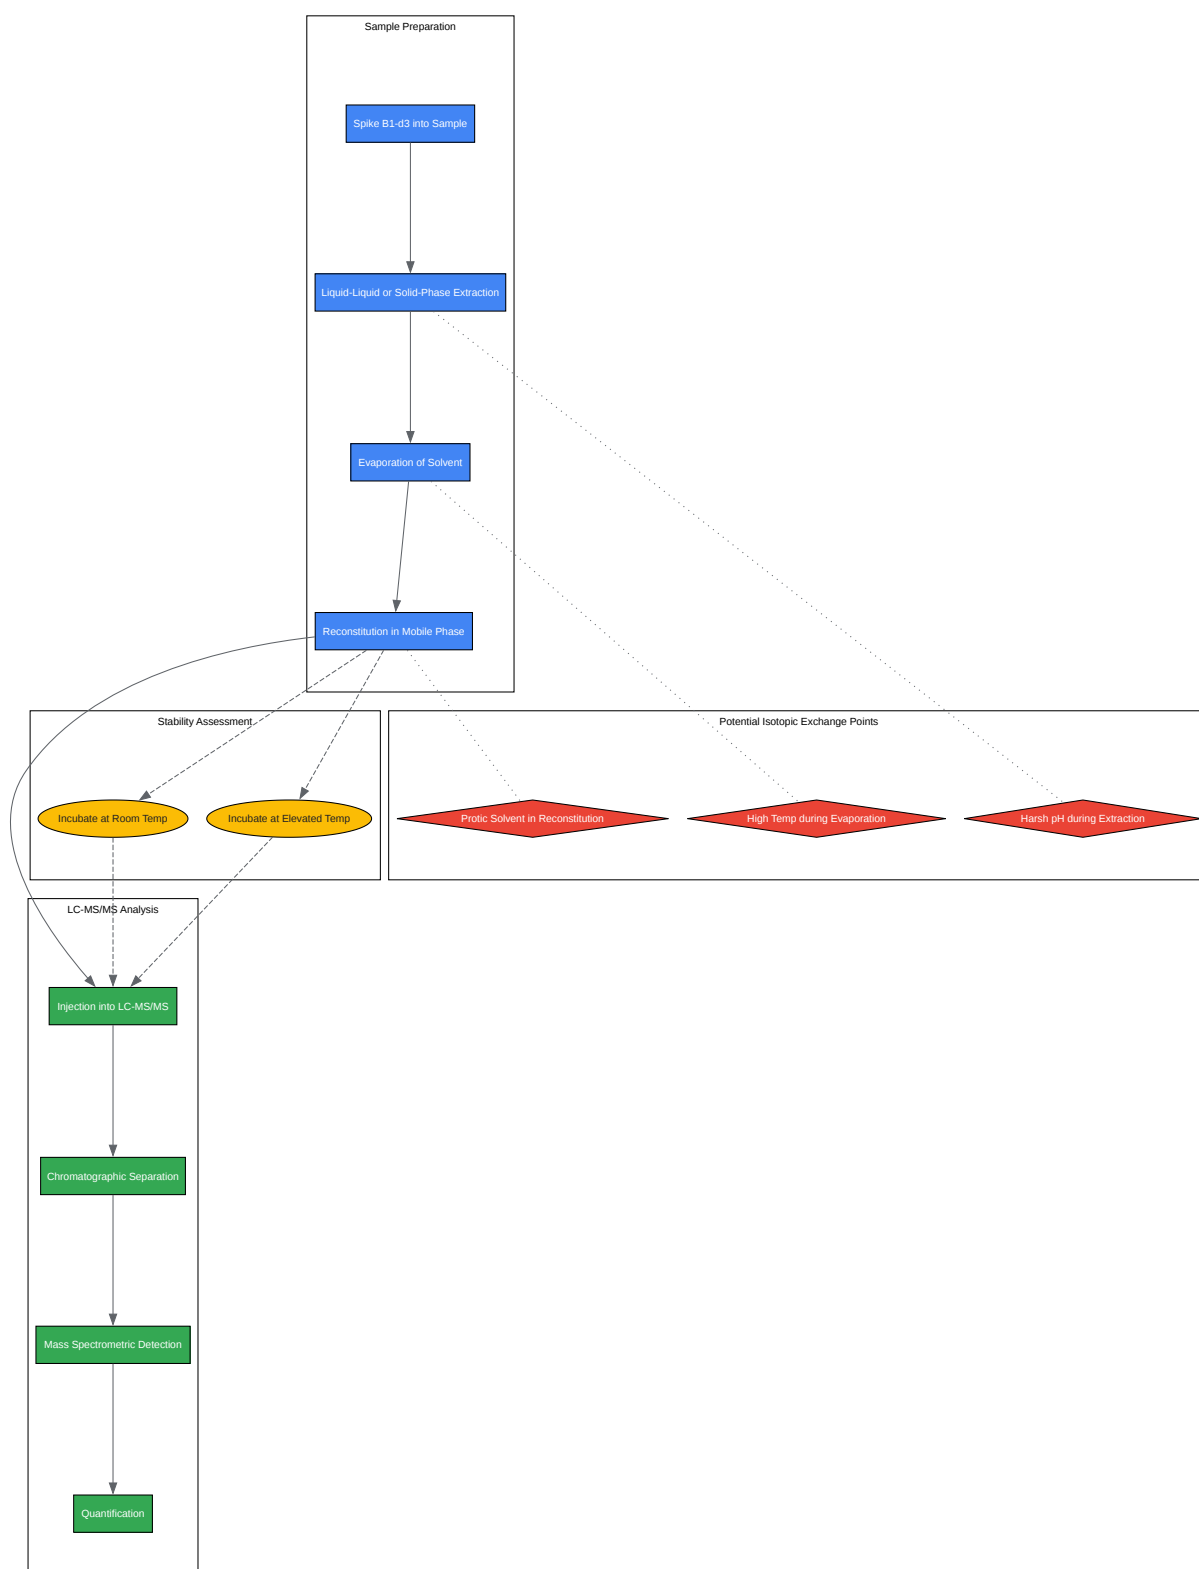 Sample Preparation
Spike B1-d3 into Sample
Liquid-Liquid or Solid-Phase Extraction
Evaporation of Solvent
Reconstitution in Mobile Phase
Stability Assessment
Potential Isotopic Exchange Points
Incubate at Room Temp
Incubate at Elevated Temp
Protic Solvent in Reconstitution
High Temp during Evaporation
Harsh pH during Extraction
LC-MS/MS Analysis
Injection into LC-MS/MS
Chromatographic Separation
Mass Spectrometric Detection
Quantification